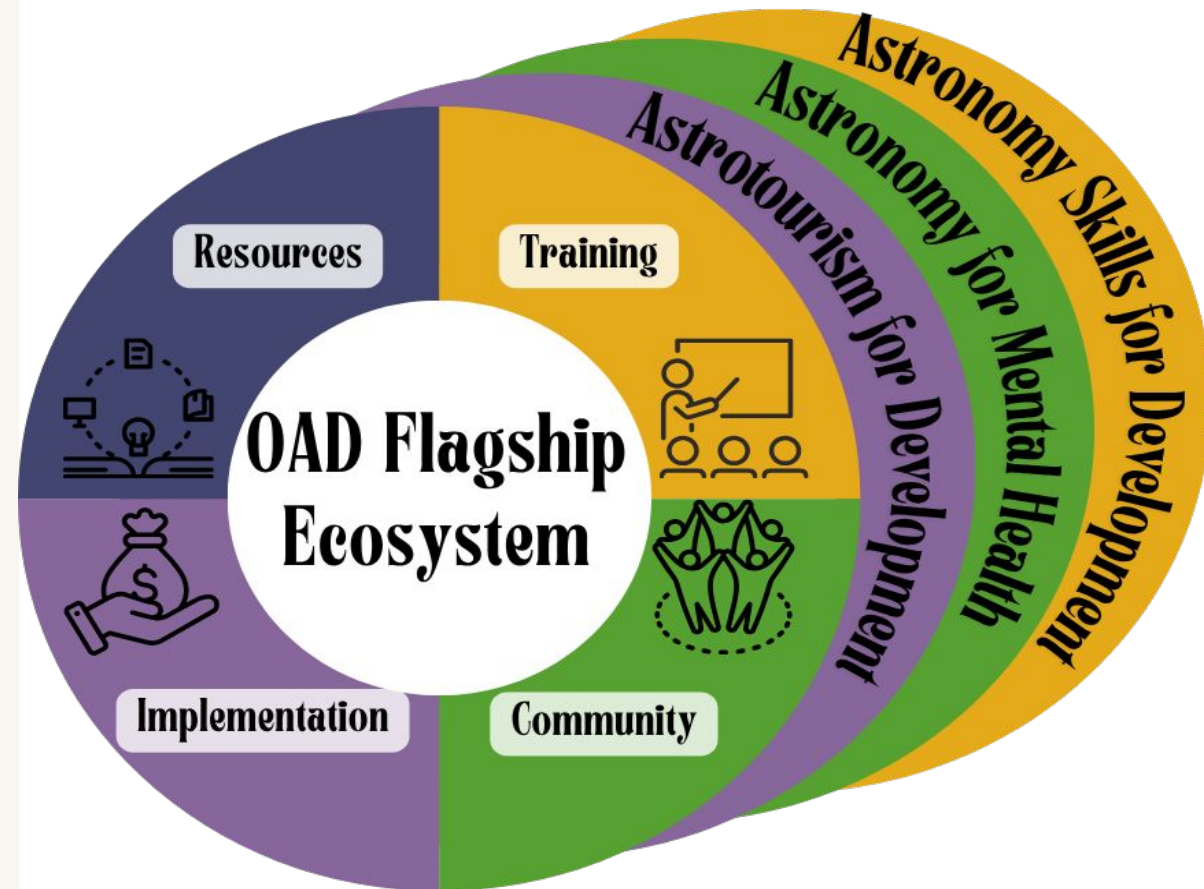 Resources
Training
OAD Flagship
Ecosystem
Implementation
Community
Astrotourism for Development
Astronomy for Mental Health
Astronomy Skills for Development
$